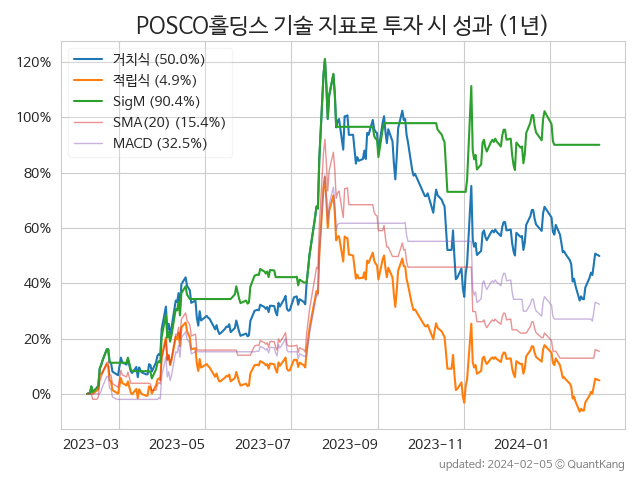 POSCO홀딩스 기술 지표로 투자 시 성과 (1년)
거치식 (50.0%)
적립식 (4.9%)
SigM (90.4%)
SMA(20) (15.4%)
MACD (32.5%)
120%
100%
80%
60%
40%
20%
0%
2023-03 2023-05 2023-07 2023-09 2023-11 2024-01
updated: 2024-02-05 © QuantKang